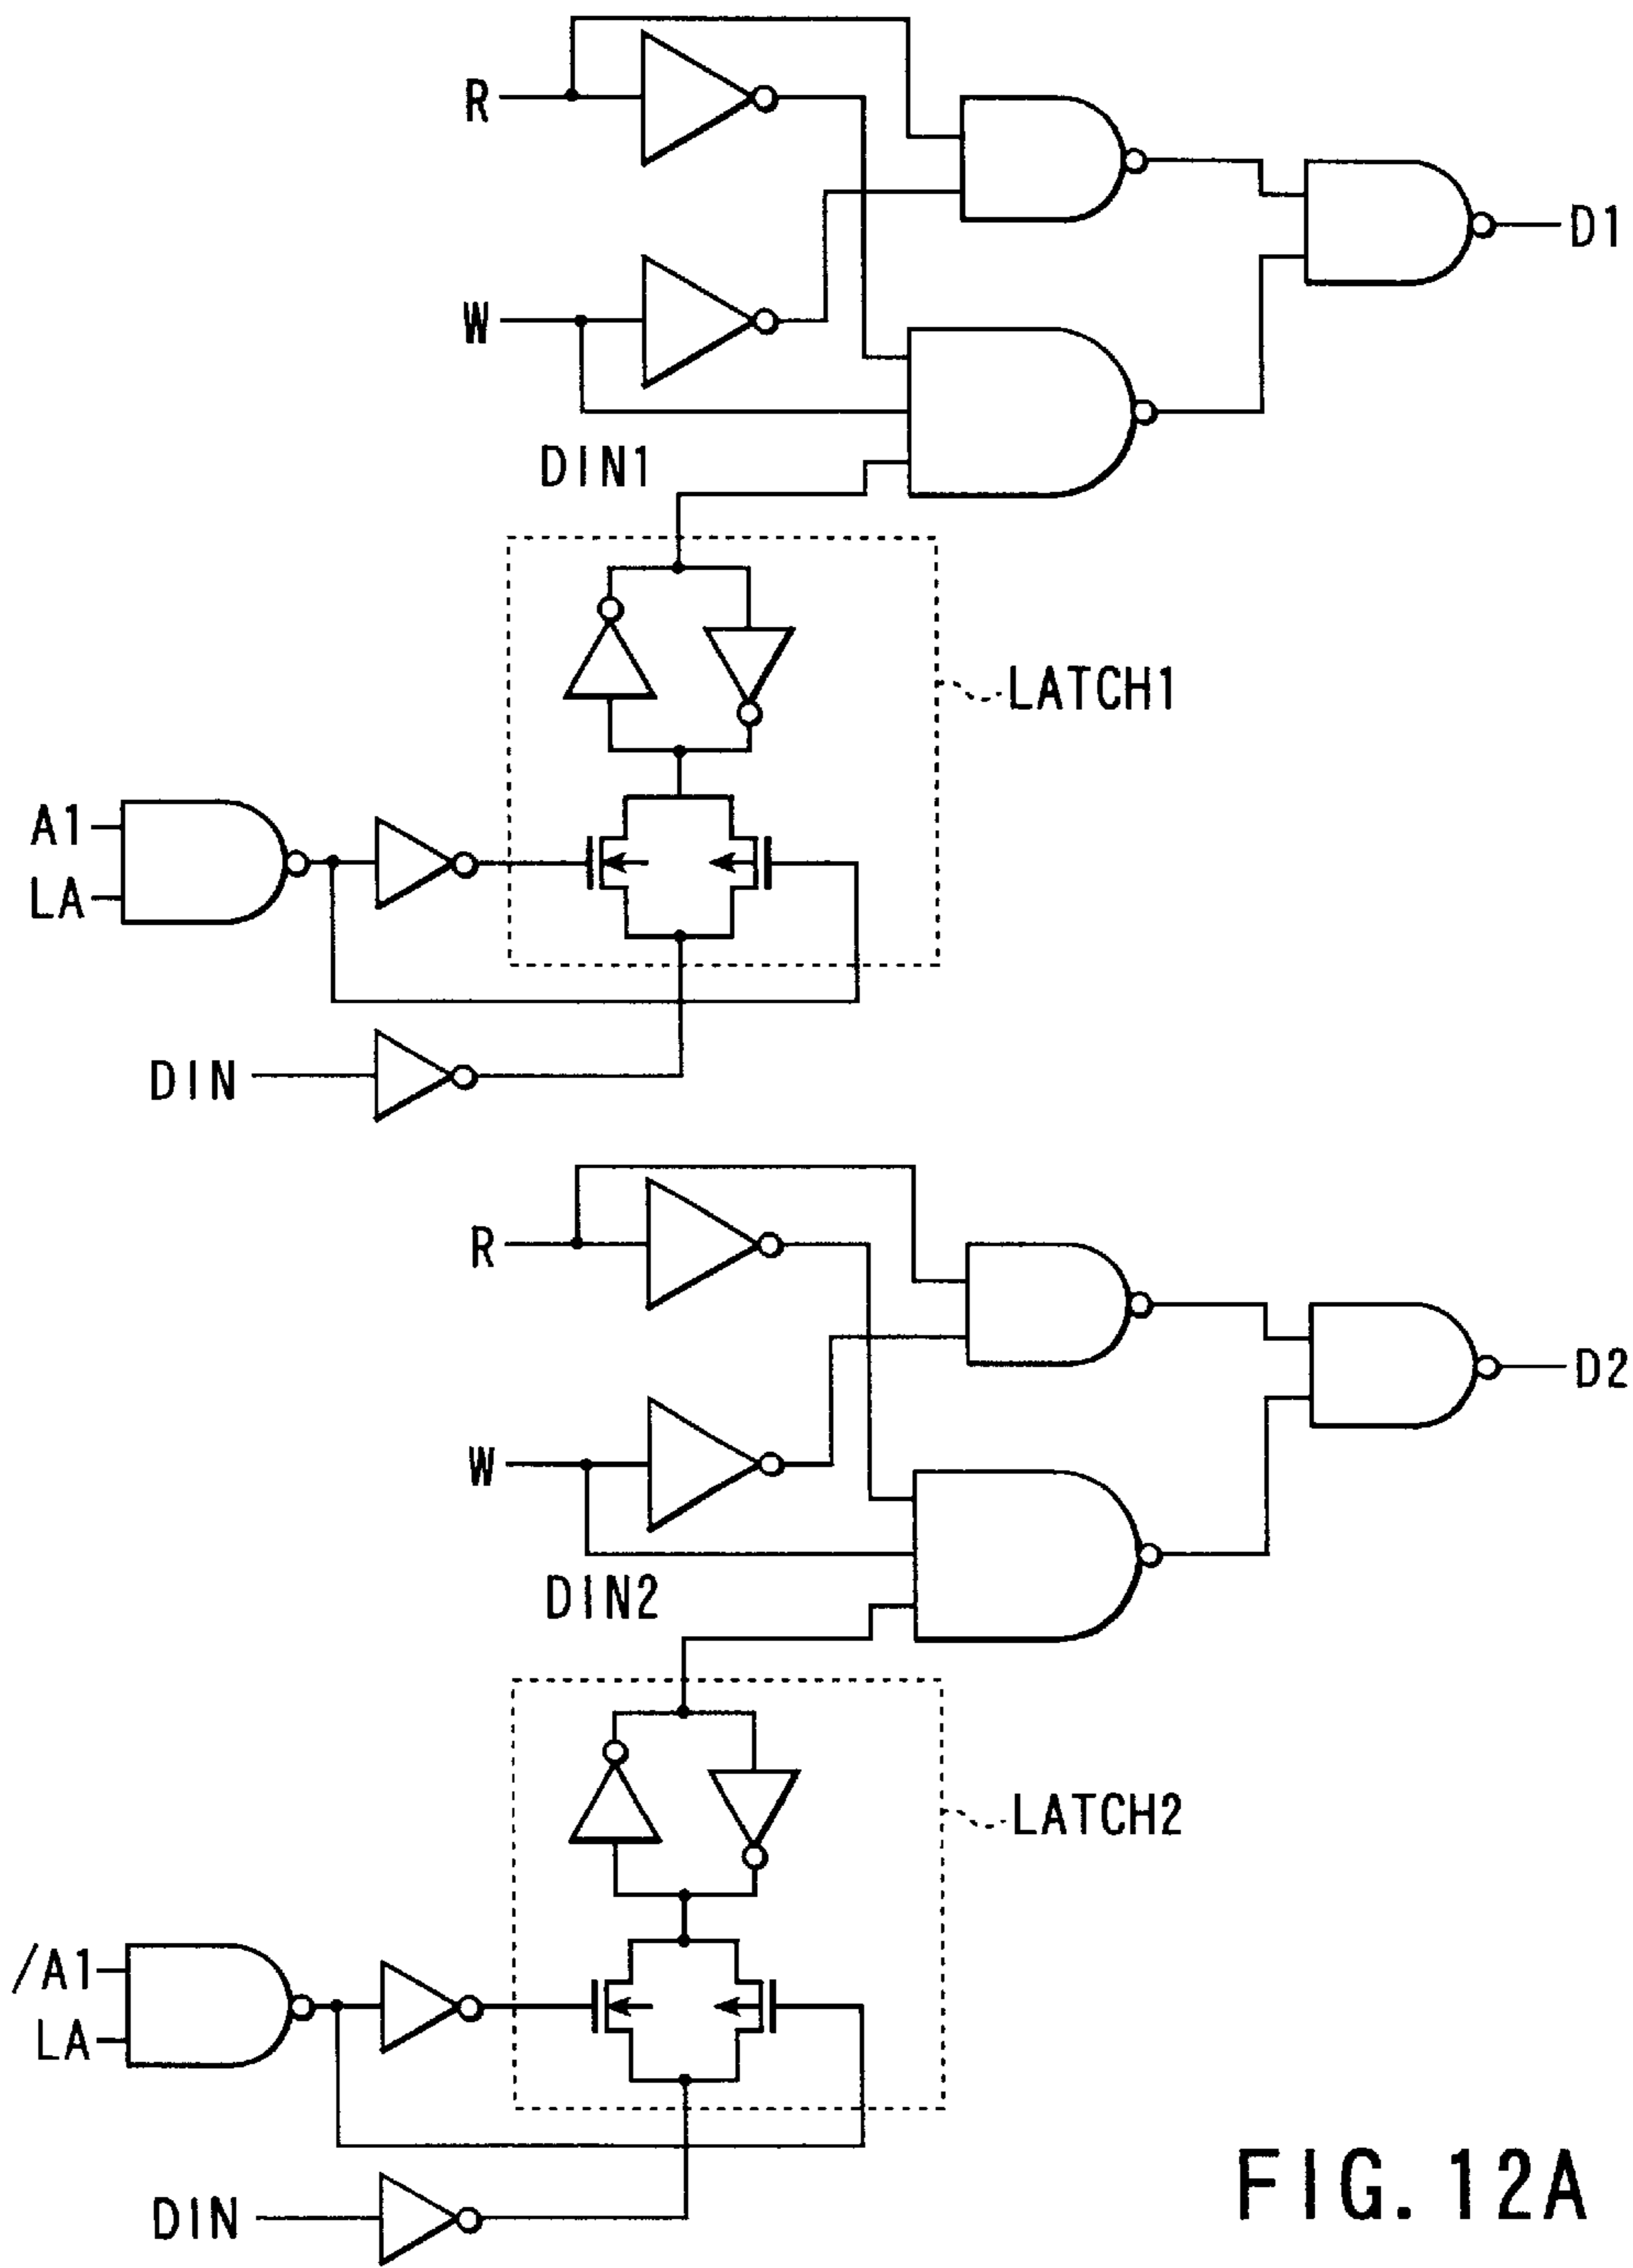 R
D1
W
DIN1
LATCH1
A1
LA
DIN
R
D2
W
DIN2
LATCH2
/A1
LA
DIN
FIG. 12A